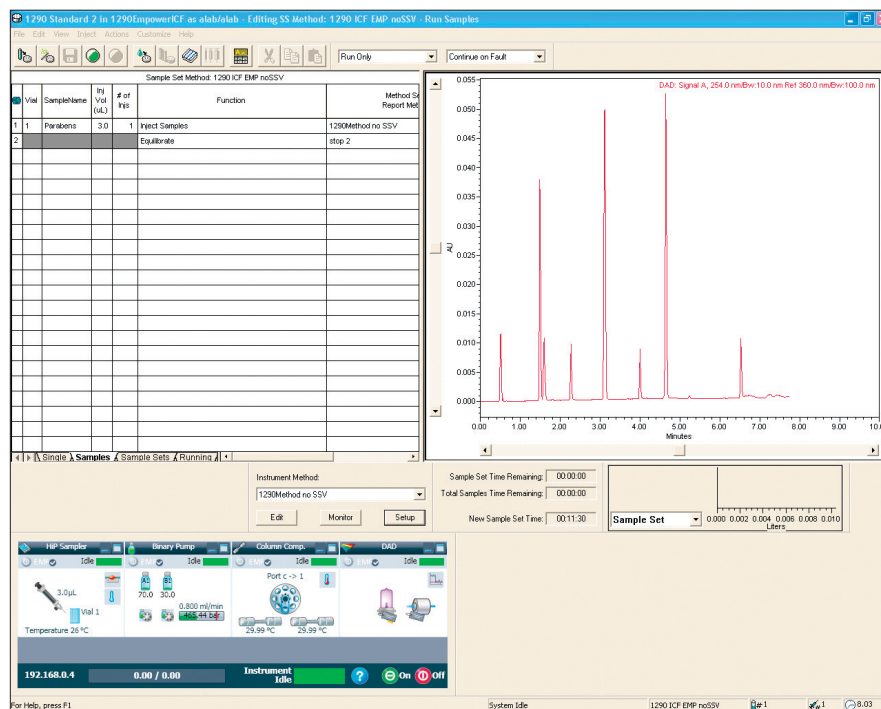 1290 Standard 2 in 1290EmpowerICF as alab/alab - Editing SS Method: 1290 ICF EMP noSSV - Run Samples
File Edit View Inject Actions Customize Help
Run Only
Continue on Fault
Sample Set Method: 1290 ICF EMP noSSV
Vial SampleName Inj Vol (uL) # of Injs Function Method Se
Report Met
1 1 Parabens 3.0 1 Inject Samples 1290Method no SSV
2 Equilibrate stop 2
Single Samples Sample Sets Running
DAD: Signal A, 254.0 nm/Bw:10.0 nm Ref 360.0 nm/Bw:100.0 nm
AU
0.055
0.050
0.045
0.040
0.035
0.030
0.025
0.020
0.015
0.010
0.005
0.000
0.00 1.00 2.00 3.00 4.00 5.00 6.00 7.00 8.00 9.00 10.0
Minutes
Instrument Method:
1290Method no SSV
Edit Monitor Setup
Sample Set Time Remaining: 00:00:00
Total Samples Time Remaining: 00:00:00
New Sample Set Time: 00:11:30
Sample Set
0.000 0.002 0.004 0.006 0.008 0.010
Liters
HiP Sampler Binary Pump Column Comp. DAD
EMF Idle Idle Idle Idle
3.0µL
Vial 1
Temperature 26 °C
A1 B1
70.0 30.0
0.800 ml/min
465.44 bar
Port c -> 1
29.99 °C 29.99 °C
192.168.0.4 0.00 / 0.00 Instrument Idle ? On Off
For Help, press F1 System Idle 1290 ICF EMP noSSV #1 1 8.03